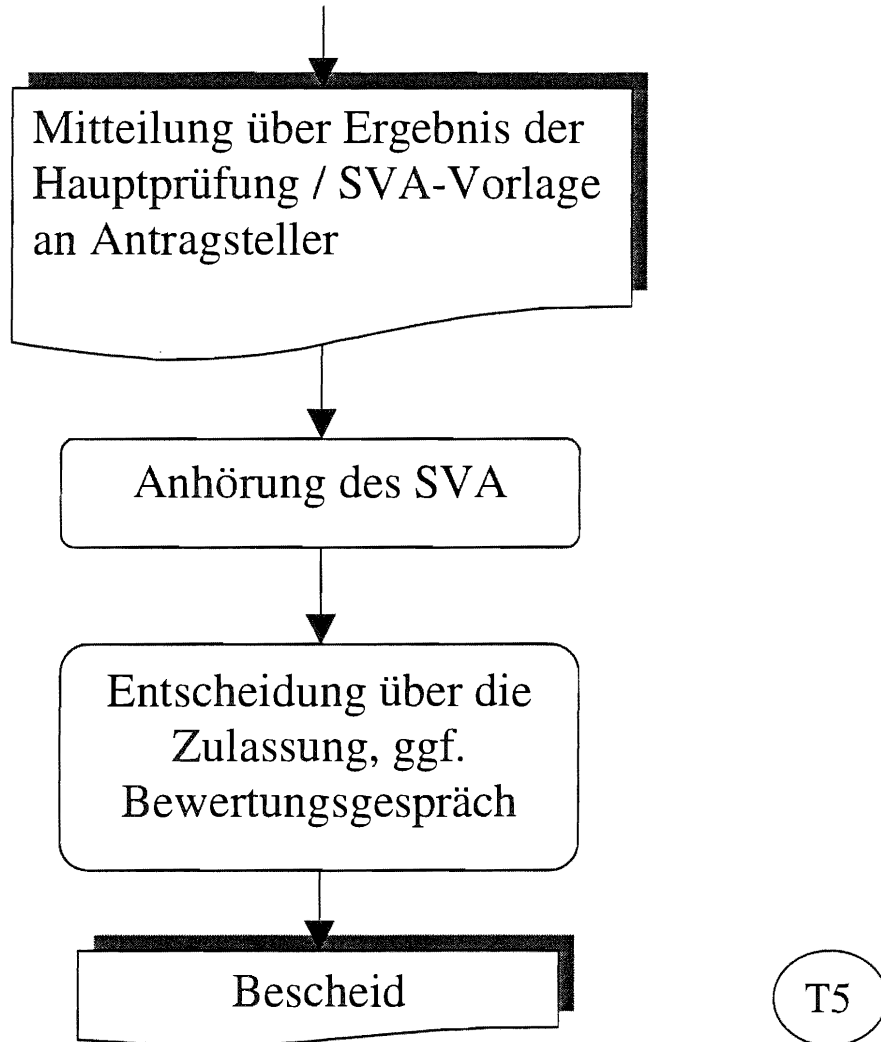 Mitteilung über Ergebnis der
Hauptprüfung / SVA-Vorlage
an Antragsteller
Anhörung des SVA
Entscheidung über die
Zulassung, ggf.
Bewertungsgespräch
Bescheid
T5